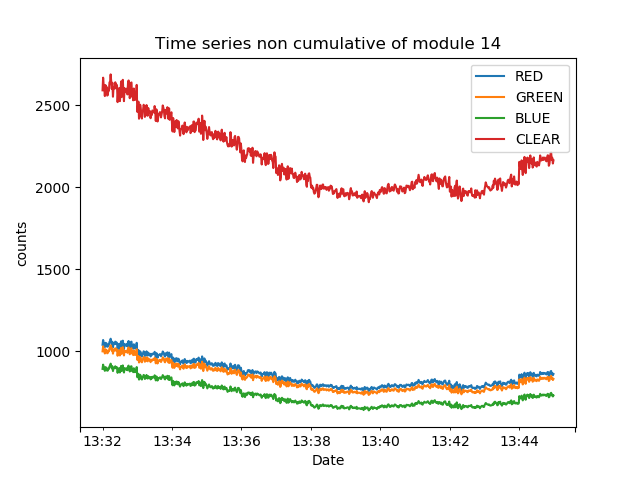 Time series non cumulative of module 14
RED
GREEN
BLUE
CLEAR
2500
2000
1500
1000
counts
13:32 13:34 13:36 13:38 13:40 13:42 13:44
Date